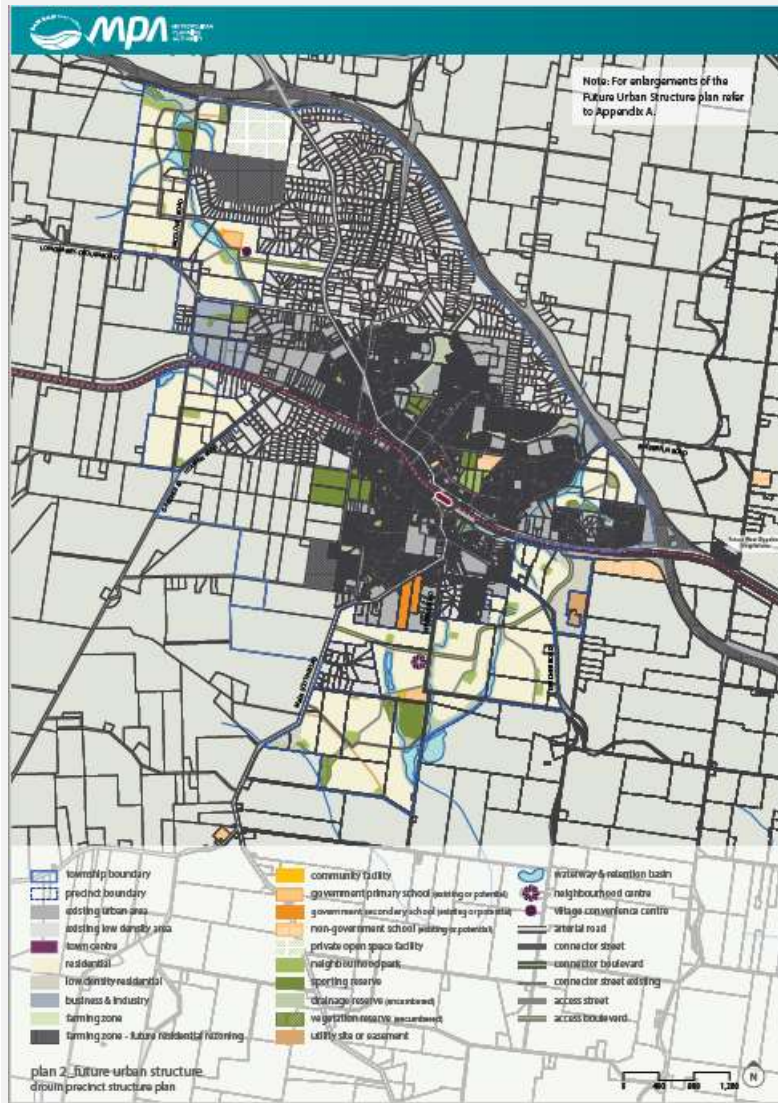 MPA METROPOLITAN PLANNING AUTHORITY
Note: For enlargements of the
Future Urban Structure plan refer
to Appendix A.
township boundary
precinct boundary
existing urban area
existing low density area
town centre
residential
low density residential
business & industry
farming zone
farming zone - future residential rezoning
community facility
government primary school (existing or potential)
government secondary school (existing or potential)
non-government school (existing or potential)
private open space facility
neighbourhood park
sporting reserve
drainage reserve (encumbered)
vegetation reserve (encumbered)
utility site or easement
waterway & retention basin
neighbourhood centre
village convenience centre
arterial road
connector street
connector boulevard
connector street existing
access street
access boulevard
plan 2_future urban structure
drouin precinct structure plan
0 400 800 1,200
N